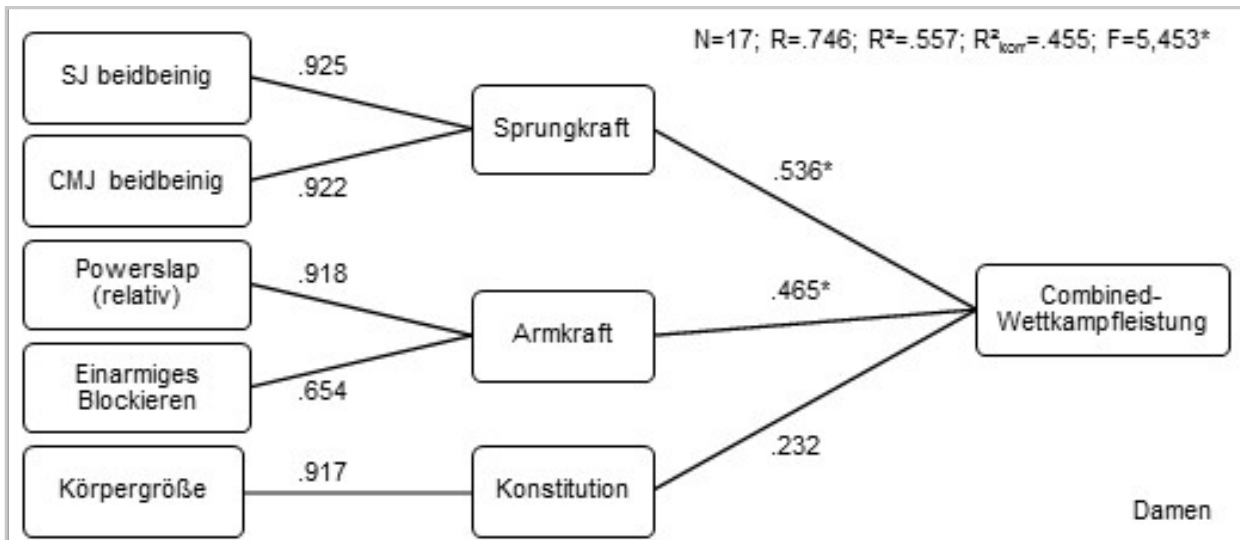 N=17; R=.746; R²=.557; R²korr=.455; F=5,453*
SJ beidbeinig
.925
Sprungkraft
CMJ beidbeinig
.922
.536*
Powerslap
(relativ)
.918
Armkraft
.465*
Combined-
Wettkampfleistung
Einarmiges
Blockieren
.654
Körpergröße
.917
Konstitution
.232
Damen